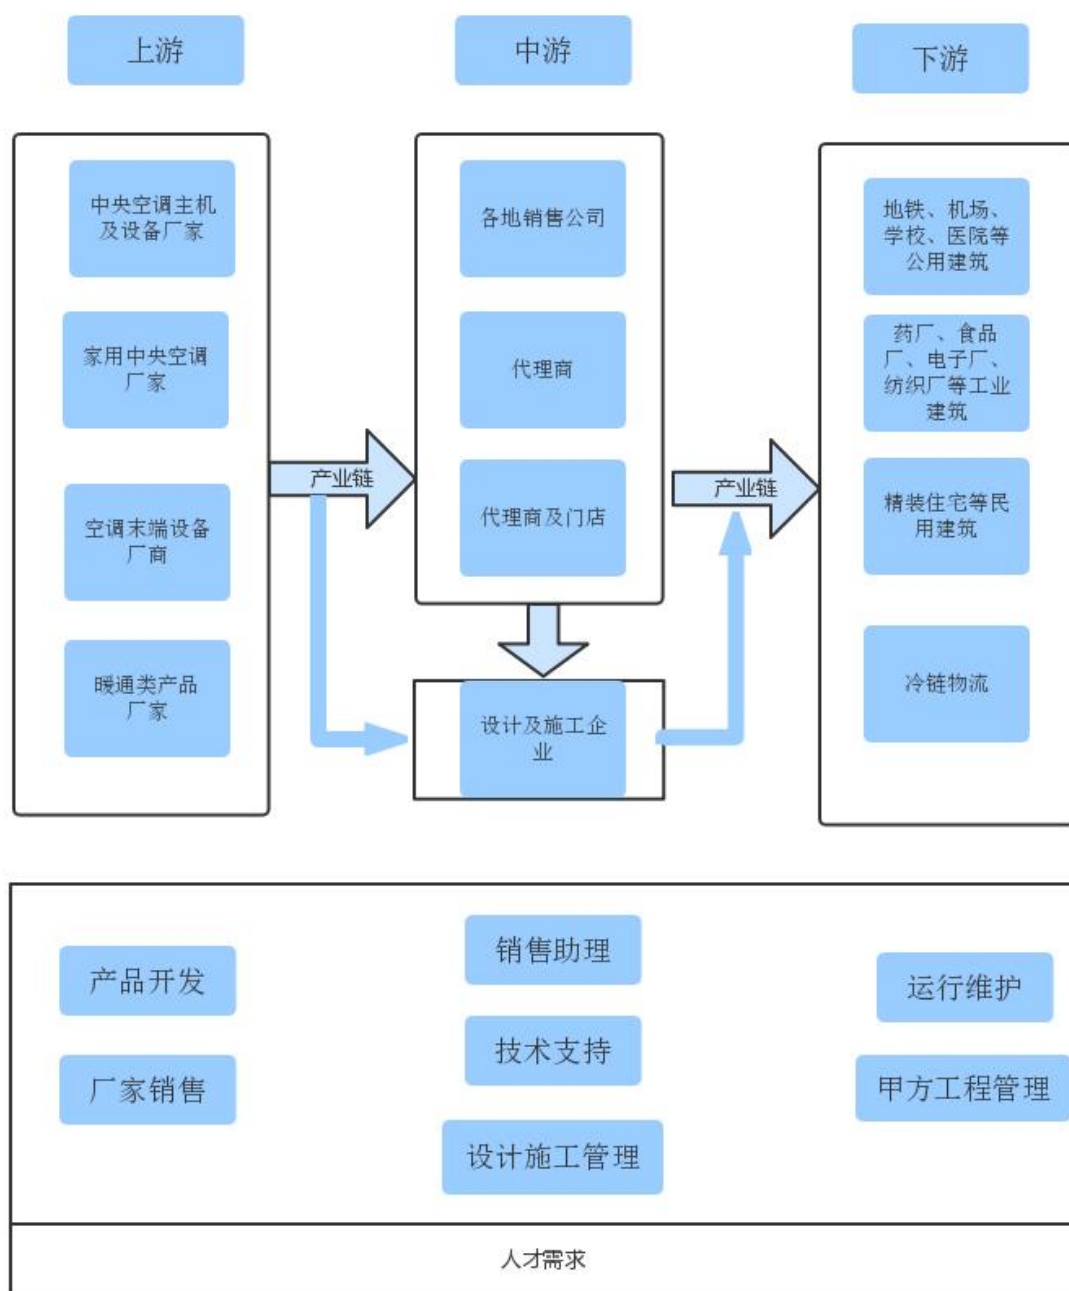 上游
中游
下游
中央空调主机
及设备厂家
家用中央空调
厂家
空调末端设备
厂商
暖通类产品
厂家
产业链
各地销售公司
代理商
代理商及门店
设计及施工企
业
产业链
地铁、机场、
学校、医院等
公用建筑
药厂、食品
厂、电子厂、
纺织厂等工业
建筑
精装住宅等民
用建筑
冷链物流
产品开发
厂家销售
销售助理
技术支持
设计施工管理
运行维护
甲方工程管理
人才需求